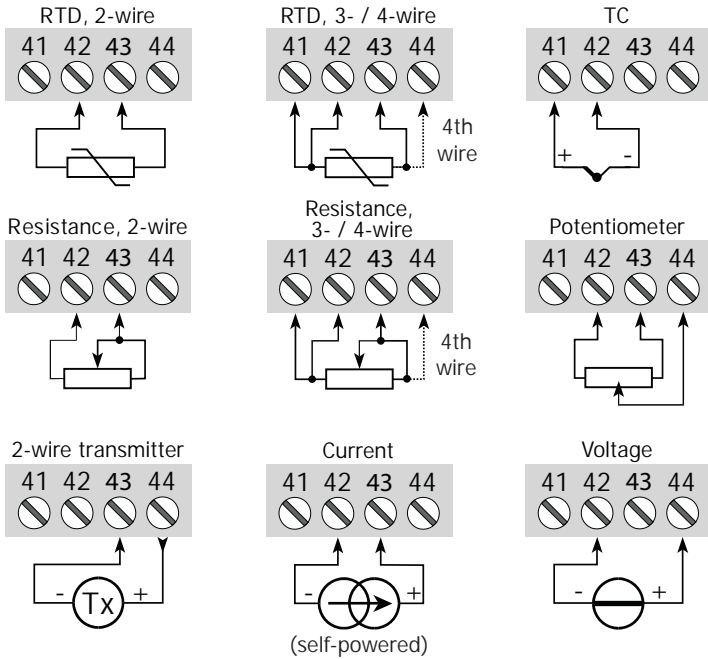 RTD, 2-wire
41 42 43 44
RTD, 3- / 4-wire
41 42 43 44
4th
wire
TC
41 42 43 44
+ -
Resistance, 2-wire
41 42 43 44
Resistance,
3- / 4-wire
41 42 43 44
4th
wire
Potentiometer
41 42 43 44
2-wire transmitter
41 42 43 44
- Tx +
Current
41 42 43 44
- +
(self-powered)
Voltage
41 42 43 44
- +